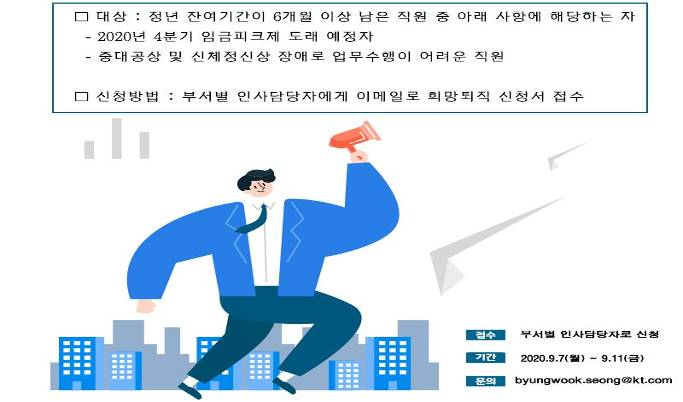 □ 대상 : 정년 잔여기간이 6개월 이상 남은 직원 중 아래 사항에 해당하는 자
- 2020년 4분기 임금피크제 도래 예정자
- 중대공상 및 신체정신상 장애로 업무수행이 어려운 직원
□ 신청방법 : 부서별 인사담당자에게 이메일로 희망퇴직 신청서 접수
접수 부서별 인사담당자로 신청
기간 2020.9.7(월) ~ 9.11(금)
문의 byungwook.seong@kt.com